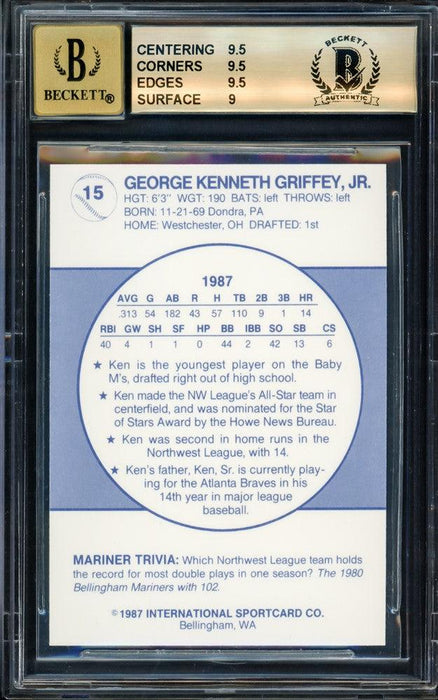 B
BECKETT®
CENTERING 9.5
CORNERS 9.5
EDGES 9.5
SURFACE 9
BECKETT
B
AUTHENTIC
15
GEORGE KENNETH GRIFFEY, JR.
HGT: 6'3" WGT: 190 BATS: left THROWS: left
BORN: 11-21-69 Dondra, PA
HOME: Westchester, OH DRAFTED: 1st
1987
AVG G AB R H TB 2B 3B HR
.313 54 182 43 57 110 9 1 14
RBI GW SH SF HP BB IBB SO SB CS
40 4 1 1 0 44 2 42 13 6
★ Ken is the youngest player on the Baby
M's, drafted right out of high school.
★ Ken made the NW League's All-Star team in
centerfield, and was nominated for the Star
of Stars Award by the Howe News Bureau.
★ Ken was second in home runs in the
Northwest League, with 14.
★ Ken's father, Ken, Sr. is currently play-
ing for the Atlanta Braves in his
14th year in major league
baseball.
MARINER TRIVIA: Which Northwest League team holds
the record for most double plays in one season? The 1980
Bellingham Mariners with 102.
©1987 INTERNATIONAL SPORTCARD CO.
Bellingham, WA